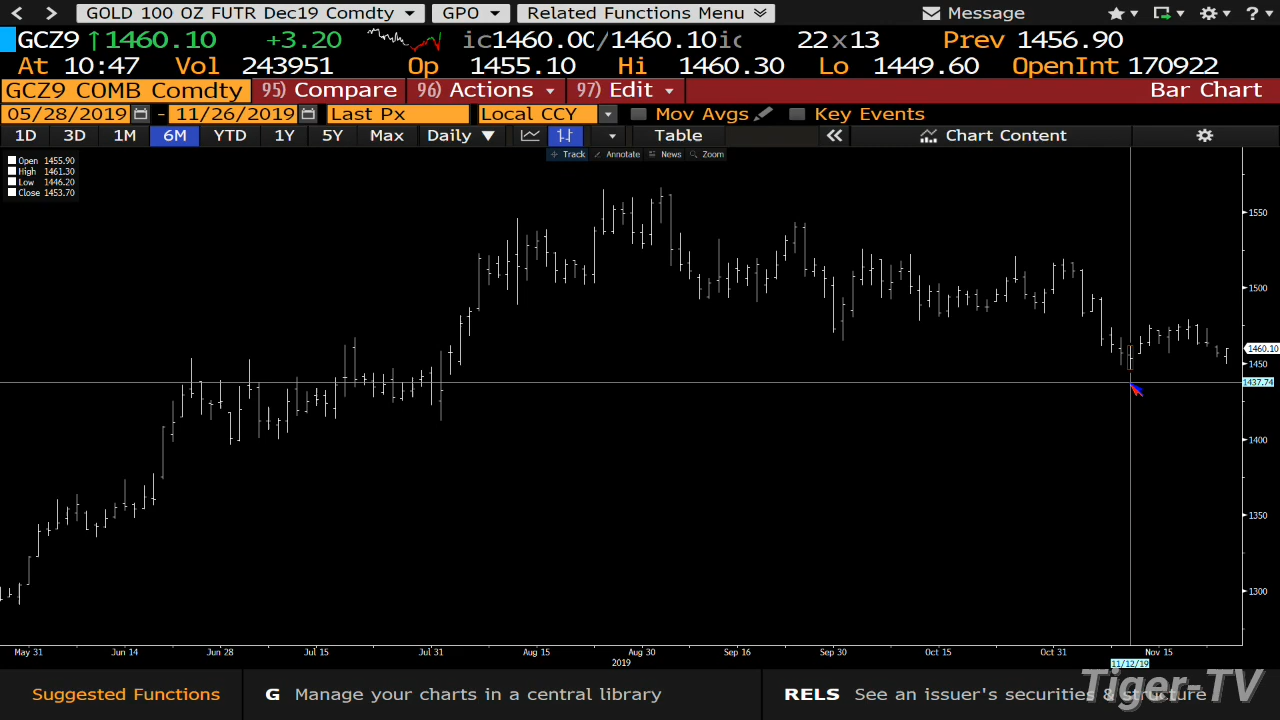 GOLD 100 OZ FUTR Dec19 Comdty GPO Related Functions Menu Message ?
GCZ9 ↑1460.10 +3.20 ic1460.00/1460.10ic 22x13 Prev 1456.90
At 10:47 Vol 243951 Op 1455.10 Hi 1460.30 Lo 1449.60 OpenInt 170922
GCZ9 COMB Comdty 95) Compare 96) Actions 97) Edit Bar Chart
05/28/2019 - 11/26/2019 Last Px Local CCY Mov Avgs Key Events
1D 3D 1M 6M YTD 1Y 5Y Max Daily ▼ Table « Chart Content
Track Annotate News Zoom
Open 1455.90
High 1461.30
Low 1446.20
Close 1453.70
1550
1500
1460.10
1450
1437.74
1400
1350
1300
May 31 Jun 14 Jun 28 Jul 15 Jul 31 Aug 15 Aug 30 Sep 16 Sep 30 Oct 15 Oct 31 Nov 15
2019 11/12/19
Suggested Functions G Manage your charts in a central library RELS See an issuer's securities & structure
Tiger-TV